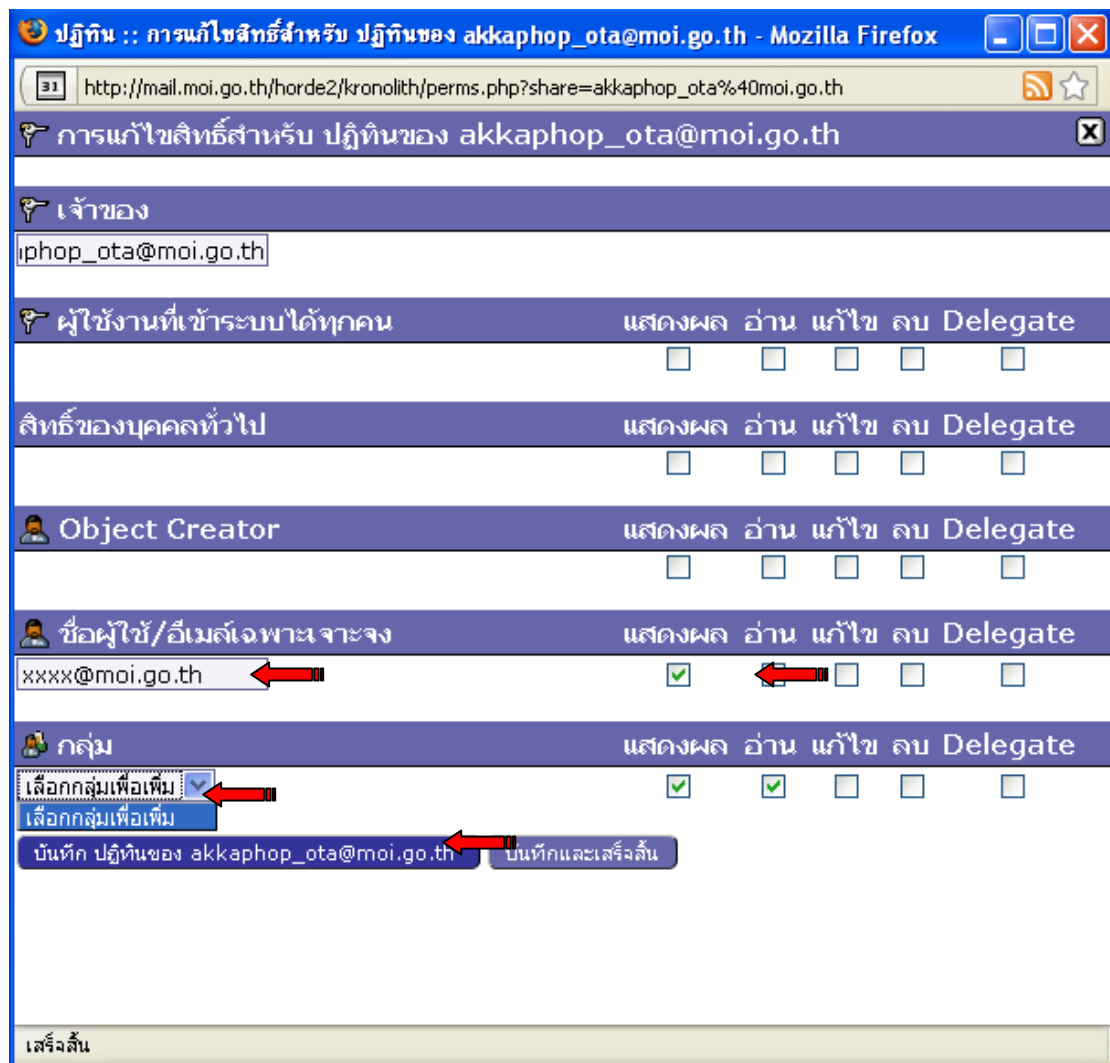 ปฏิทิน :: การแก้ไขสิทธิ์สำหรับ ปฏิทินของ akkaphop_ota@moi.go.th - Mozilla Firefox
31 http://mail.moi.go.th/horde2/kronolith/perms.php?share=akkaphop_ota%40moi.go.th
การแก้ไขสิทธิ์สำหรับ ปฏิทินของ akkaphop_ota@moi.go.th
เจ้าของ
phop_ota@moi.go.th
ผู้ใช้งานที่เข้าระบบได้ทุกคน แสดงผล อ่าน แก้ไข ลบ Delegate
สิทธิ์ของบุคคลทั่วไป แสดงผล อ่าน แก้ไข ลบ Delegate
Object Creator แสดงผล อ่าน แก้ไข ลบ Delegate
ชื่อผู้ใช้/อีเมล์เฉพาะเจาะจง แสดงผล อ่าน แก้ไข ลบ Delegate
xxxx@moi.go.th
กลุ่ม แสดงผล อ่าน แก้ไข ลบ Delegate
เลือกกลุ่มเพื่อเพิ่ม
เลือกกลุ่มเพื่อเพิ่ม
บันทึก ปฏิทินของ akkaphop_ota@moi.go.th บันทึกและเสร็จสิ้น
เสร็จสิ้น